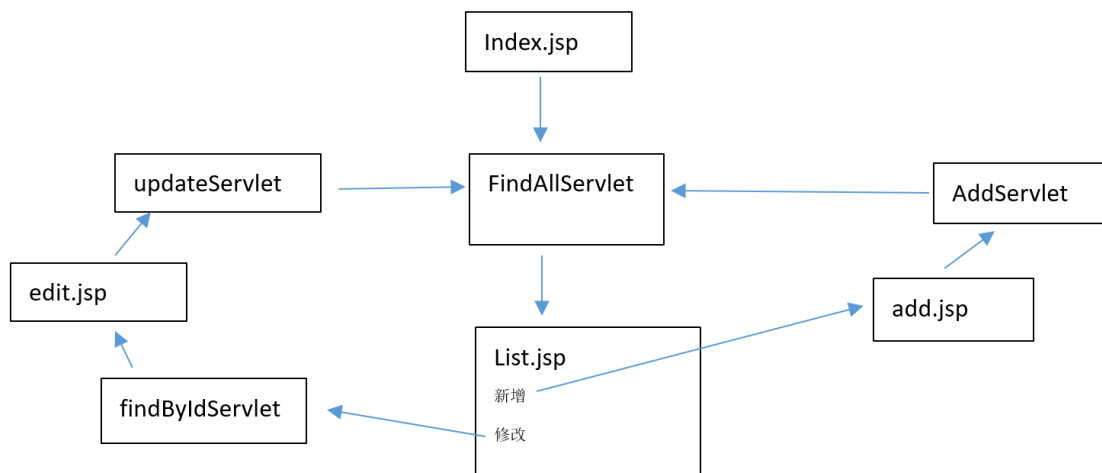 Index.jsp
updateServlet
FindAllServlet
AddServlet
edit.jsp
add.jsp
List.jsp
新增
修改
findByIdServlet